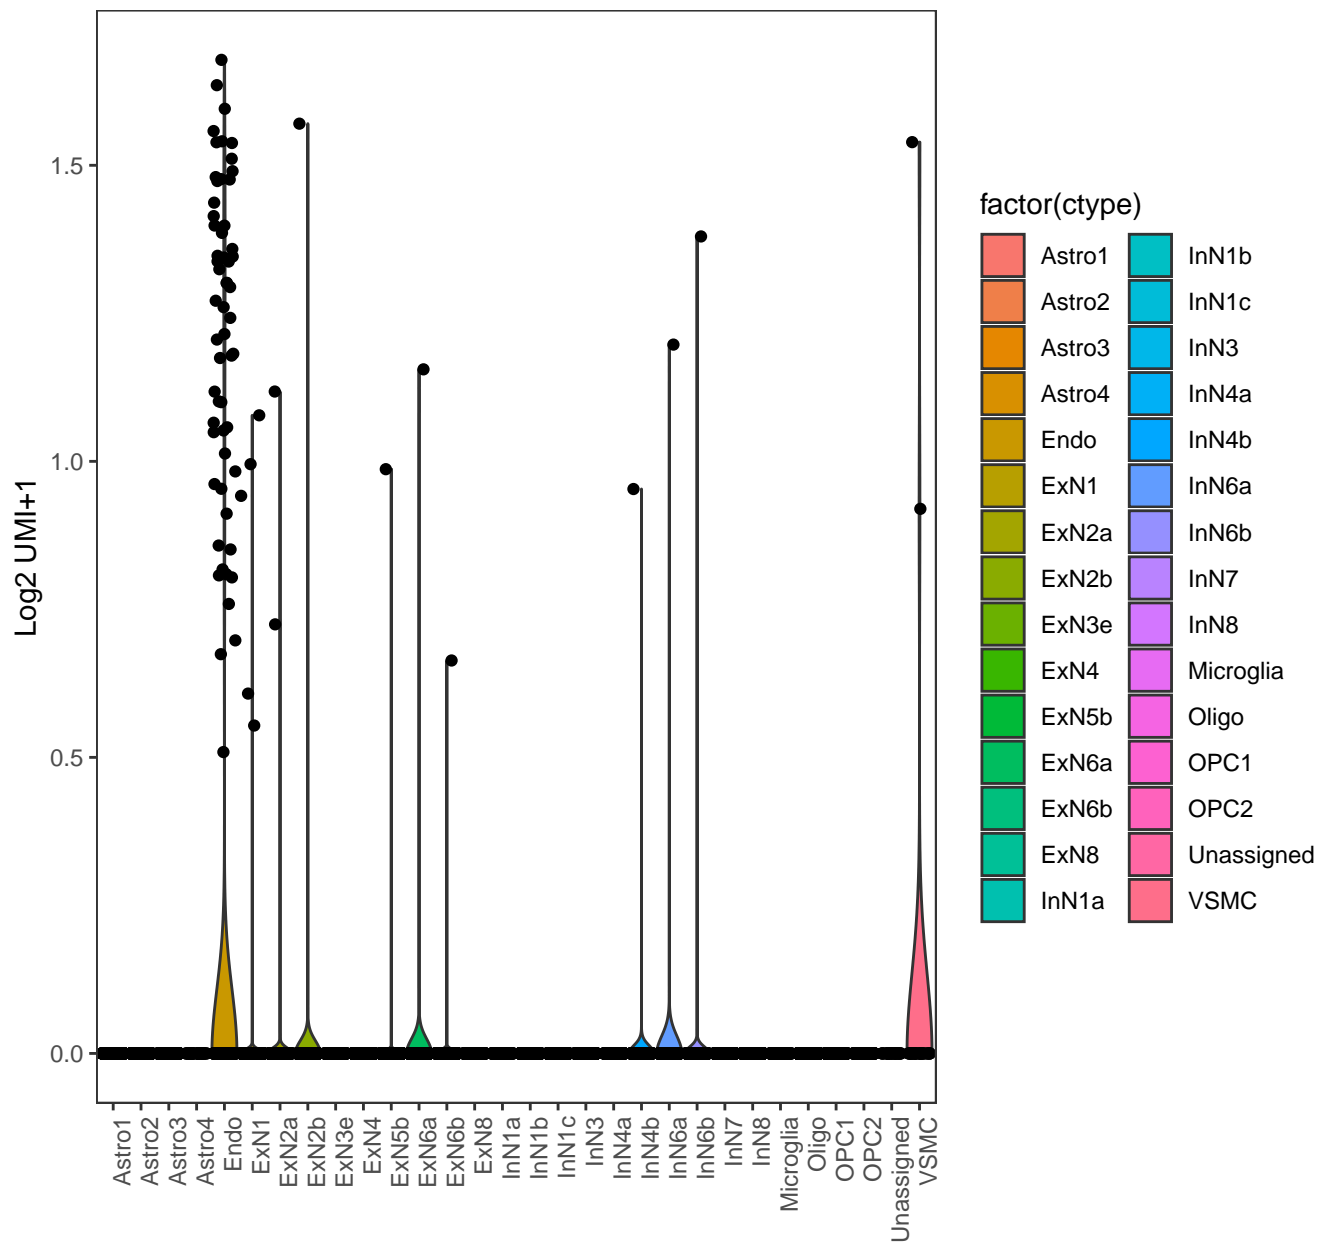 Log2 UMI+1
1.5
1.0
0.5
0.0
Astro1
Astro2
Astro3
Astro4
Endo
ExN1
ExN2a
ExN2b
ExN3e
ExN4
ExN5b
ExN6a
ExN6b
ExN8
InN1a
InN1b
InN1c
InN3
InN4a
InN4b
InN6a
InN6b
InN7
InN8
Microglia
Oligo
OPC1
OPC2
Unassigned
VSMC
factor(ctype)
Astro1
Astro2
Astro3
Astro4
Endo
ExN1
ExN2a
ExN2b
ExN3e
ExN4
ExN5b
ExN6a
ExN6b
ExN8
InN1a
InN1b
InN1c
InN3
InN4a
InN4b
InN6a
InN6b
InN7
InN8
Microglia
Oligo
OPC1
OPC2
Unassigned
VSMC